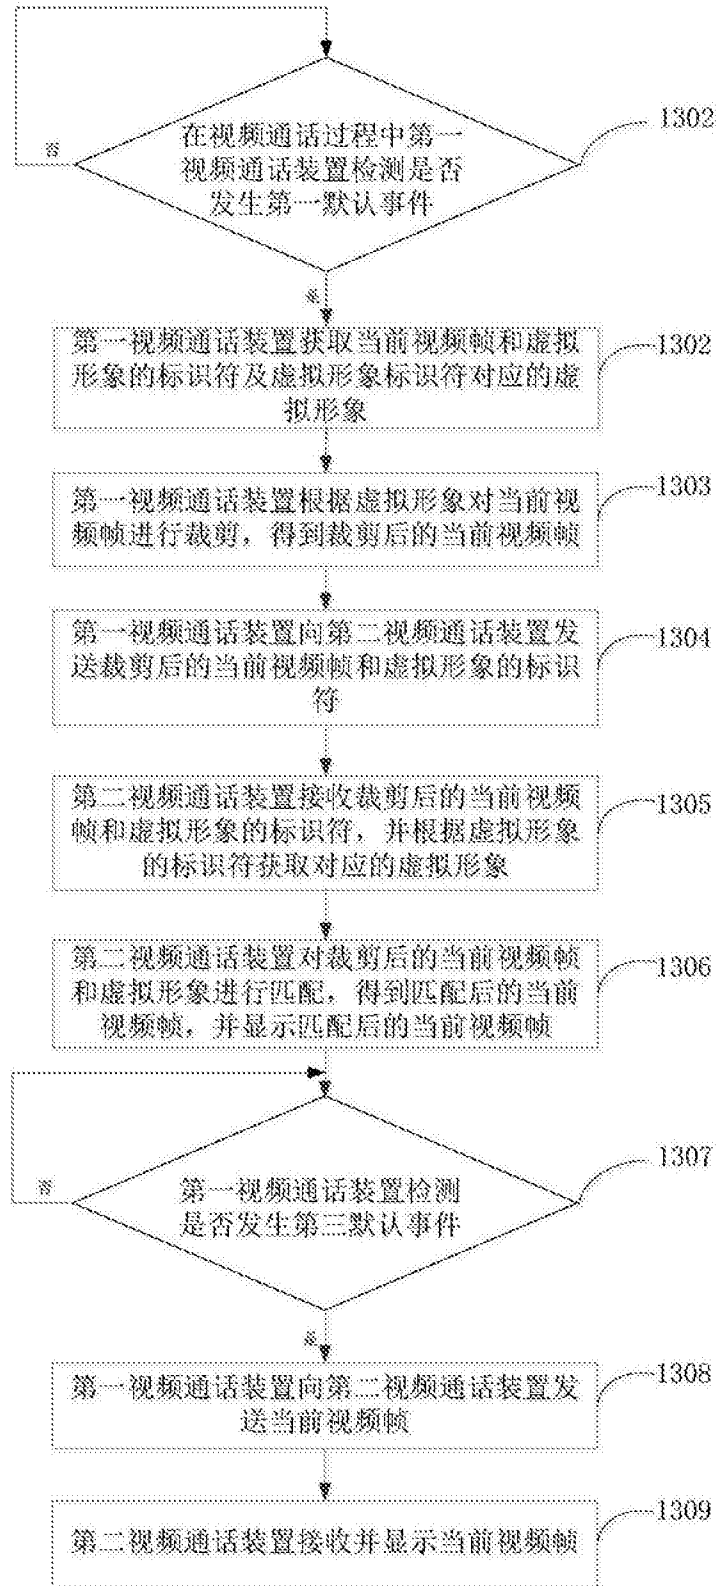 1302
在视频通话过程中第一
视频通话装置检测是否
发生第一默认事件
否
是
1302
第一视频通话装置获取当前视频帧和虚拟
形象的标识符及虚拟形象标识符对应的虚
拟形象
1303
第一视频通话装置根据虚拟形象对当前视
频帧进行裁剪，得到裁剪后的当前视频帧
1304
第一视频通话装置向第二视频通话装置发
送裁剪后的当前视频帧和虚拟形象的标识
符
1305
第二视频通话装置接收裁剪后的当前视频
帧和虚拟形象的标识符，并根据虚拟形象
的标识符获取对应的虚拟形象
1306
第二视频通话装置对裁剪后的当前视频帧
和虚拟形象进行匹配，得到匹配后的当前
视频帧，并显示匹配后的当前视频帧
1307
第一视频通话装置检测
是否发生第三默认事件
否
是
1308
第一视频通话装置向第二视频通话装置发
送当前视频帧
1309
第二视频通话装置接收并显示当前视频帧